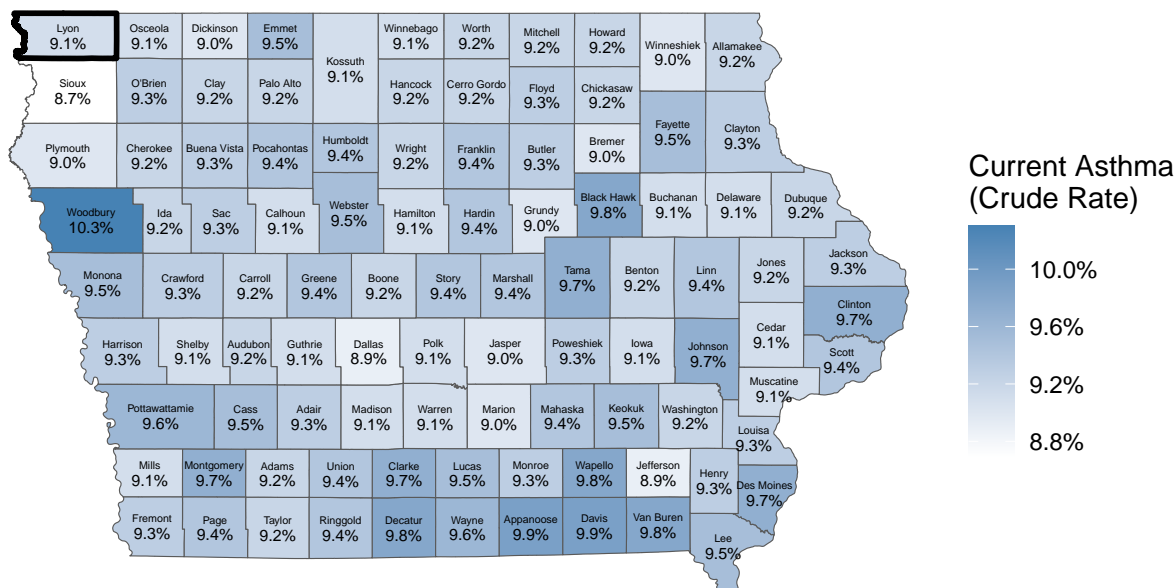 Lyon
9.1%
Osceola
9.1%
Dickinson
9.0%
Emmet
9.5%
Kossuth
9.1%
Winnebago
9.1%
Worth
9.2%
Mitchell
9.2%
Howard
9.2%
Winneshiek
9.0%
Allamakee
9.2%
Sioux
8.7%
O'Brien
9.3%
Clay
9.2%
Palo Alto
9.2%
Hancock
9.2%
Cerro Gordo
9.2%
Floyd
9.3%
Chickasaw
9.2%
Fayette
9.5%
Clayton
9.3%
Plymouth
9.0%
Cherokee
9.2%
Buena Vista
9.3%
Pocahontas
9.4%
Humboldt
9.4%
Wright
9.2%
Franklin
9.4%
Butler
9.3%
Bremer
9.0%
Woodbury
10.3%
Ida
9.2%
Sac
9.3%
Calhoun
9.1%
Webster
9.5%
Hamilton
9.1%
Hardin
9.4%
Grundy
9.0%
Black Hawk
9.8%
Buchanan
9.1%
Delaware
9.1%
Dubuque
9.2%
Monona
9.5%
Crawford
9.3%
Carroll
9.2%
Greene
9.4%
Boone
9.2%
Story
9.4%
Marshall
9.4%
Tama
9.7%
Benton
9.2%
Linn
9.4%
Jones
9.2%
Jackson
9.3%
Clinton
9.7%
Harrison
9.3%
Shelby
9.1%
Audubon
9.2%
Guthrie
9.1%
Dallas
8.9%
Polk
9.1%
Jasper
9.0%
Poweshiek
9.3%
Iowa
9.1%
Johnson
9.7%
Cedar
9.1%
Scott
9.4%
Muscatine
9.1%
Pottawattamie
9.6%
Cass
9.5%
Adair
9.3%
Madison
9.1%
Warren
9.1%
Marion
9.0%
Mahaska
9.4%
Keokuk
9.5%
Washington
9.2%
Louisa
9.3%
Mills
9.1%
Montgomery
9.7%
Adams
9.2%
Union
9.4%
Clarke
9.7%
Lucas
9.5%
Monroe
9.3%
Wapello
9.8%
Jefferson
8.9%
Henry
9.3%
Des Moines
9.7%
Fremont
9.3%
Page
9.4%
Taylor
9.2%
Ringgold
9.4%
Decatur
9.8%
Wayne
9.6%
Appanoose
9.9%
Davis
9.9%
Van Buren
9.8%
Lee
9.5%
Current Asthma
(Crude Rate)
10.0%
9.6%
9.2%
8.8%